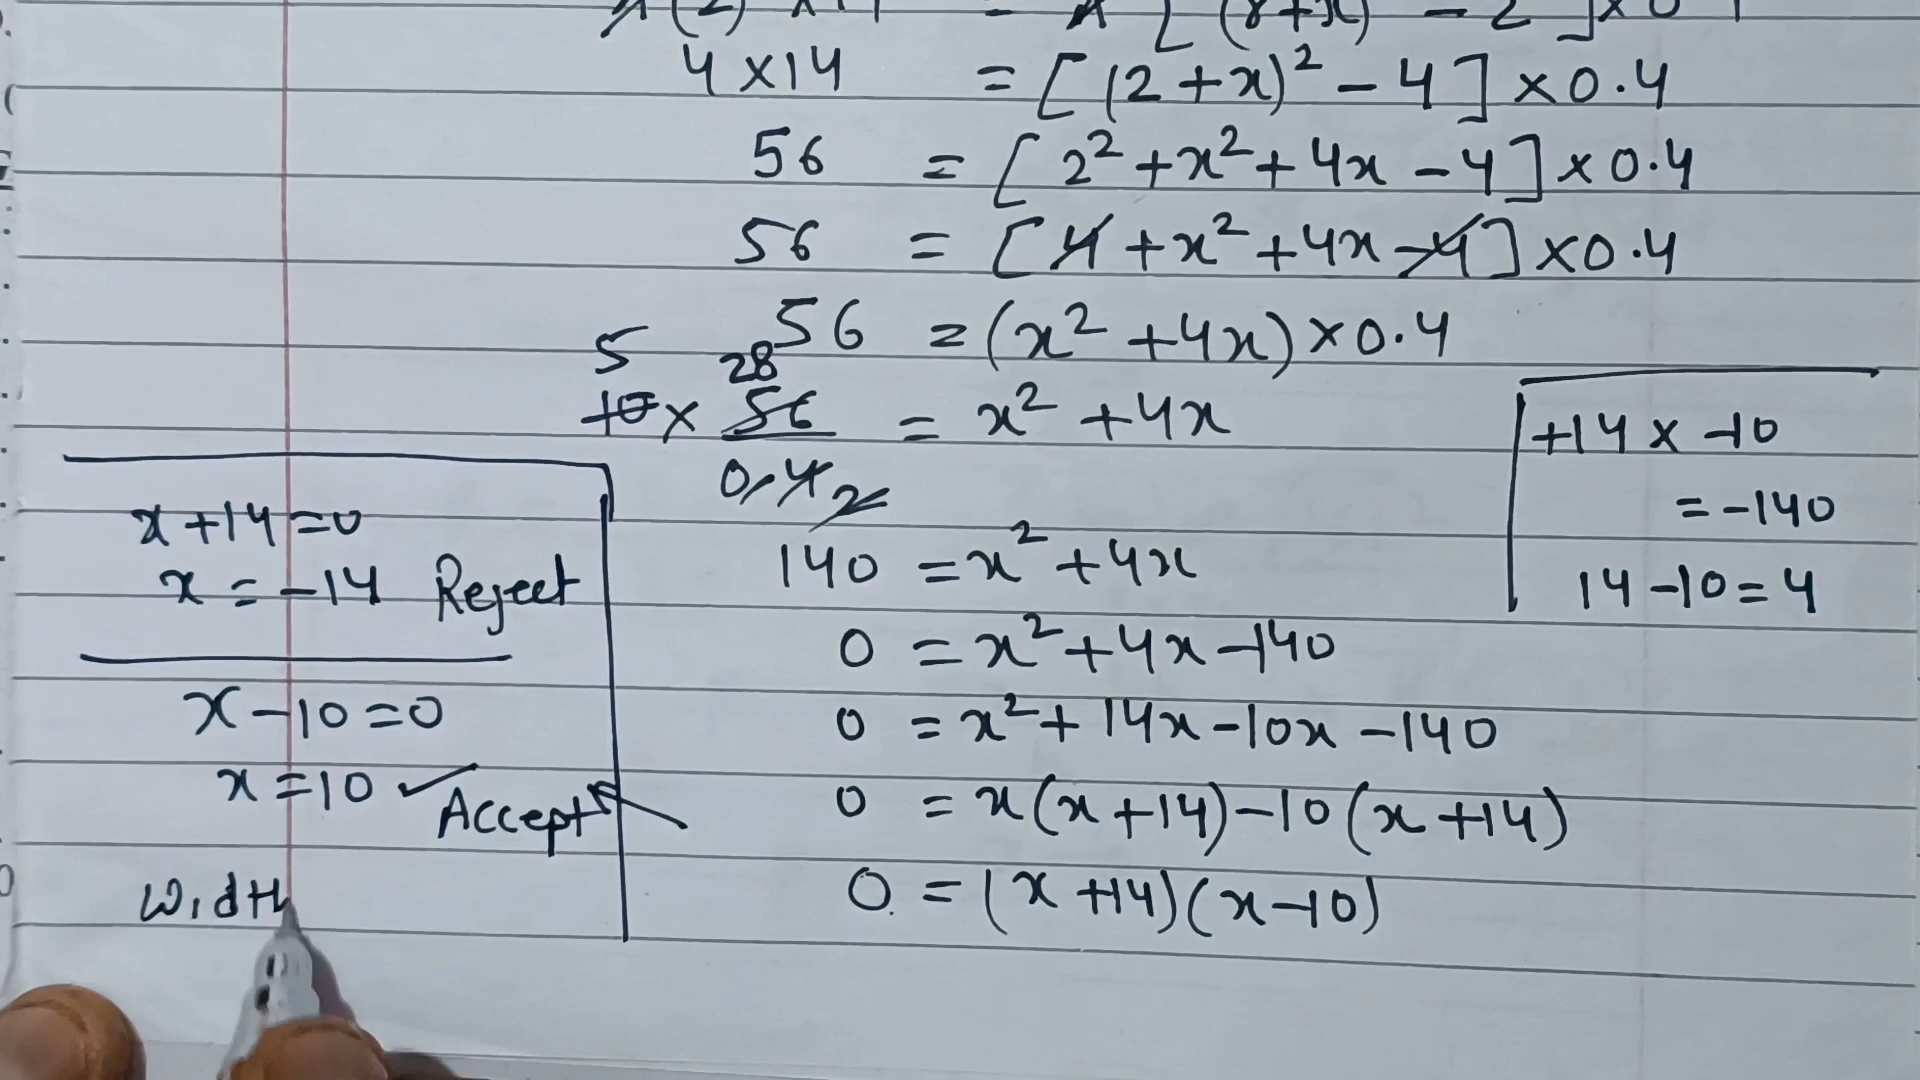 4 × 14 = [(2 + x)² - 4] × 0.4
56 = [2² + x² + 4x - 4] × 0.4
56 = [4 + x² + 4x - 4] × 0.4
56 = (x² + 4x) × 0.4
5 28
10 × 56 = x² + 4x
0.4 2
140 = x² + 4x
0 = x² + 4x - 140
0 = x² + 14x - 10x - 140
0 = x(x + 14) - 10(x + 14)
0 = (x + 14)(x - 10)
+14 × -10
= -140
14 - 10 = 4
x + 14 = 0
x = -14 Reject
x - 10 = 0
x = 10 ✓ Accept
Width